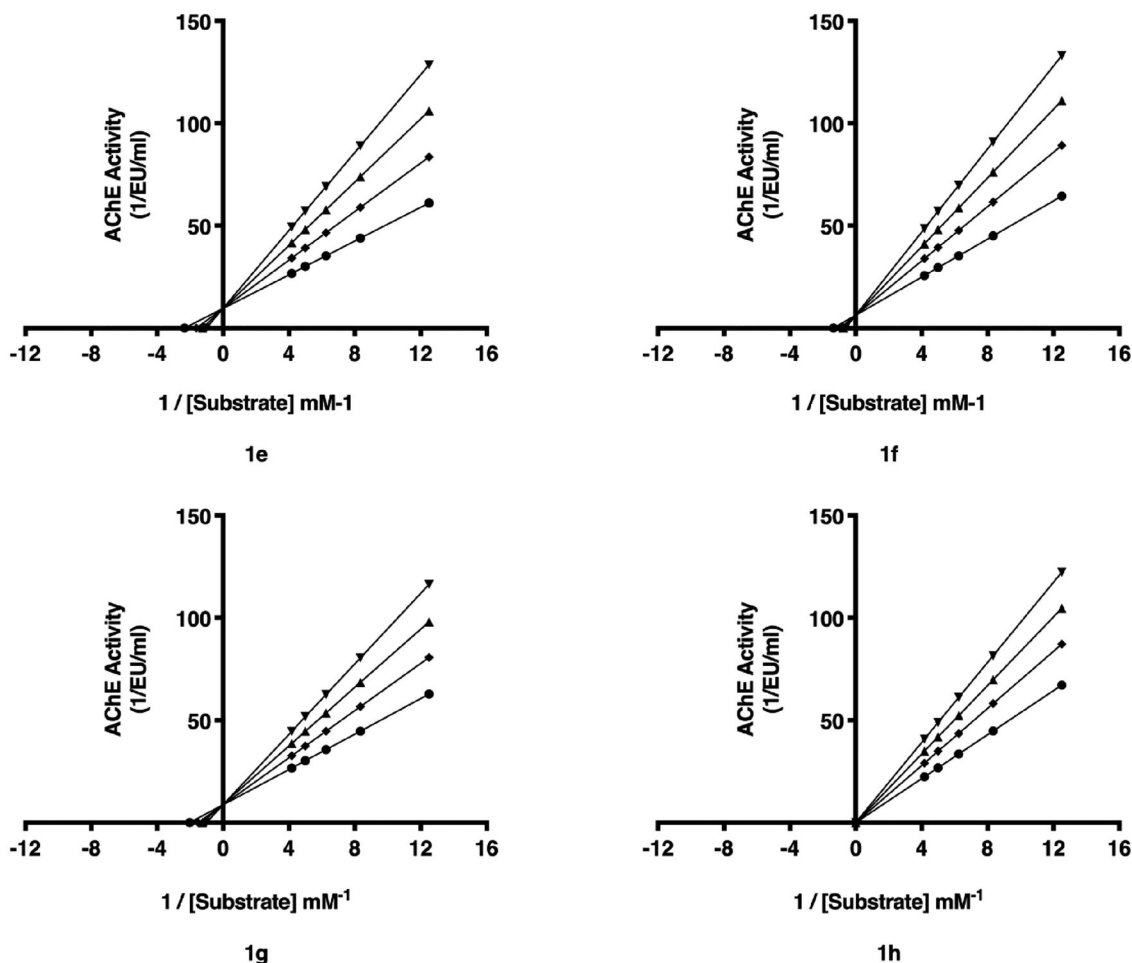 150
100
50
AChE Activity
(1/EU/ml)
-12 -8 -4 0 4 8 12 16
1 / [Substrate] mM-1
1e
150
100
50
AChE Activity
(1/EU/ml)
-12 -8 -4 0 4 8 12 16
1 / [Substrate] mM-1
1f
150
100
50
AChE Activity
(1/EU/ml)
-12 -8 -4 0 4 8 12 16
1 / [Substrate] mM⁻¹
1g
150
100
50
AChE Activity
(1/EU/ml)
-12 -8 -4 0 4 8 12 16
1 / [Substrate] mM⁻¹
1h